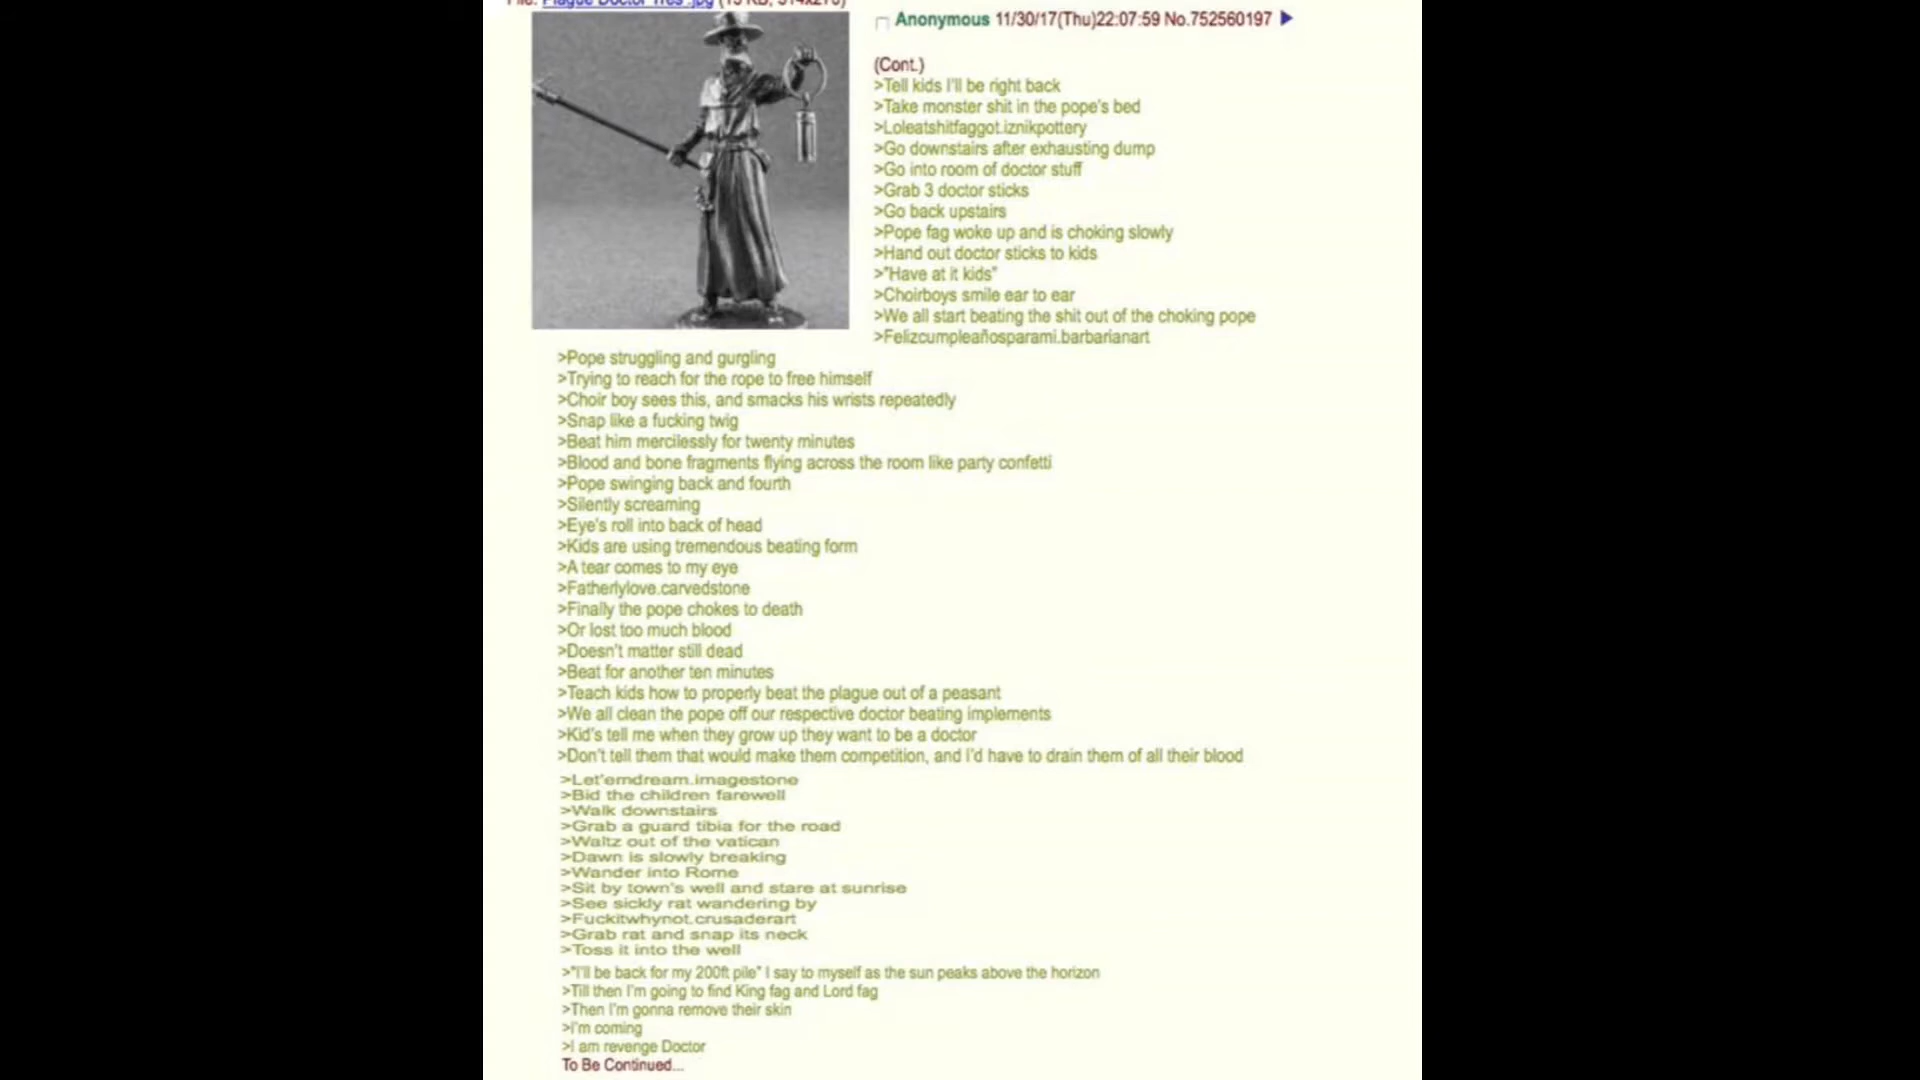 File: Plague Doctor Tres .jpg
Anonymous 11/30/17(Thu)22:07:59 No.752560197
(Cont.)
>Tell kids I'll be right back
>Take monster shit in the pope's bed
>Loleatshitfaggot.iznikpottery
>Go downstairs after exhausting dump
>Go into room of doctor stuff
>Grab 3 doctor sticks
>Go back upstairs
>Pope fag woke up and is choking slowly
>Hand out doctor sticks to kids
>"Have at it kids"
>Choirboys smile ear to ear
>We all start beating the shit out of the choking pope
>Felizcumpleañosparami.barbarianart
>Pope struggling and gurgling
>Trying to reach for the rope to free himself
>Choir boy sees this, and smacks his wrists repeatedly
>Snap like a fucking twig
>Beat him mercilessly for twenty minutes
>Blood and bone fragments flying across the room like party confetti
>Pope swinging back and fourth
>Silently screaming
>Eye's roll into back of head
>Kids are using tremendous beating form
>A tear comes to my eye
>Fatherlylove.carvedstone
>Finally the pope chokes to death
>Or lost too much blood
>Doesn't matter still dead
>Beat for another ten minutes
>Teach kids how to properly beat the plague out of a peasant
>We all clean the pope off our respective doctor beating implements
>Kid's tell me when they grow up they want to be a doctor
>Don't tell them that would make them competition, and I'd have to drain them of all their blood
>Let'emdream.imagestone
>Bid the children farewell
>Walk downstairs
>Grab a guard tibia for the road
>Waltz out of the vatican
>Dawn is slowly breaking
>Wander into Rome
>Sit by town's well and stare at sunrise
>See sickly rat wandering by
>Fuckitwhynot.crusaderart
>Grab rat and snap its neck
>Toss it into the well
>"I'll be back for my 200ft pile" I say to myself as the sun peaks above the horizon
>Till then I'm going to find King fag and Lord fag
>Then I'm gonna remove their skin
>I'm coming
>I am revenge Doctor
To Be Continued...